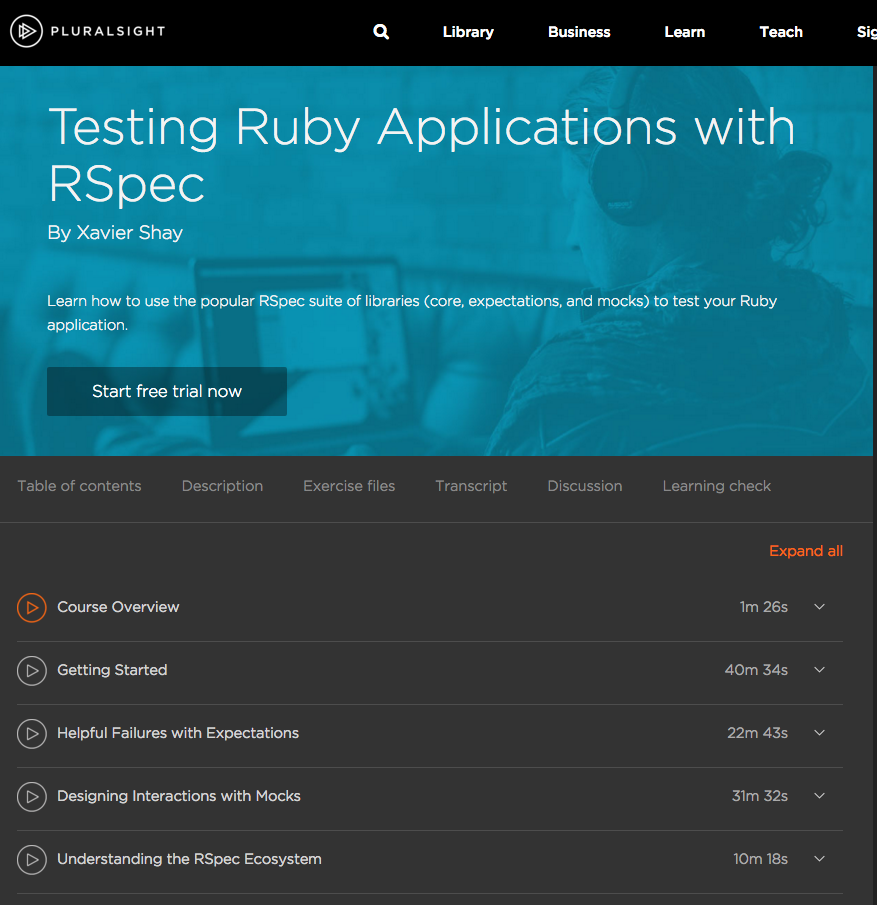 PLURALSIGHT
Library Business Learn Teach
Testing Ruby Applications with
RSpec
By Xavier Shay
Learn how to use the popular RSpec suite of libraries (core, expectations, and mocks) to test your Ruby
application.
Start free trial now
Table of contents Description Exercise files Transcript Discussion Learning check
Expand all
Course Overview 1m 26s
Getting Started 40m 34s
Helpful Failures with Expectations 22m 43s
Designing Interactions with Mocks 31m 32s
Understanding the RSpec Ecosystem 10m 18s